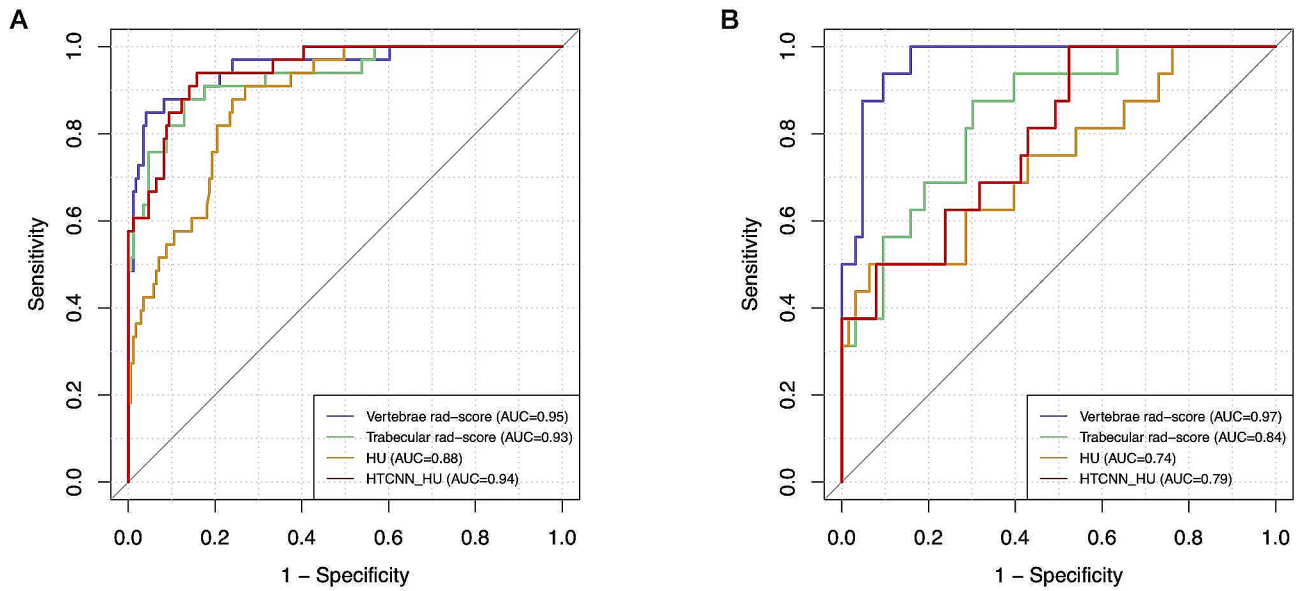 A
Sensitivity
1.0
0.8
0.6
0.4
0.2
0.0
Vertebrae rad-score (AUC=0.95)
Trabecular rad-score (AUC=0.93)
HU (AUC=0.88)
HTCNN_HU (AUC=0.94)
0.0 0.2 0.4 0.6 0.8 1.0
1 - Specificity
B
Sensitivity
1.0
0.8
0.6
0.4
0.2
0.0
Vertebrae rad-score (AUC=0.97)
Trabecular rad-score (AUC=0.84)
HU (AUC=0.74)
HTCNN_HU (AUC=0.79)
0.0 0.2 0.4 0.6 0.8 1.0
1 - Specificity